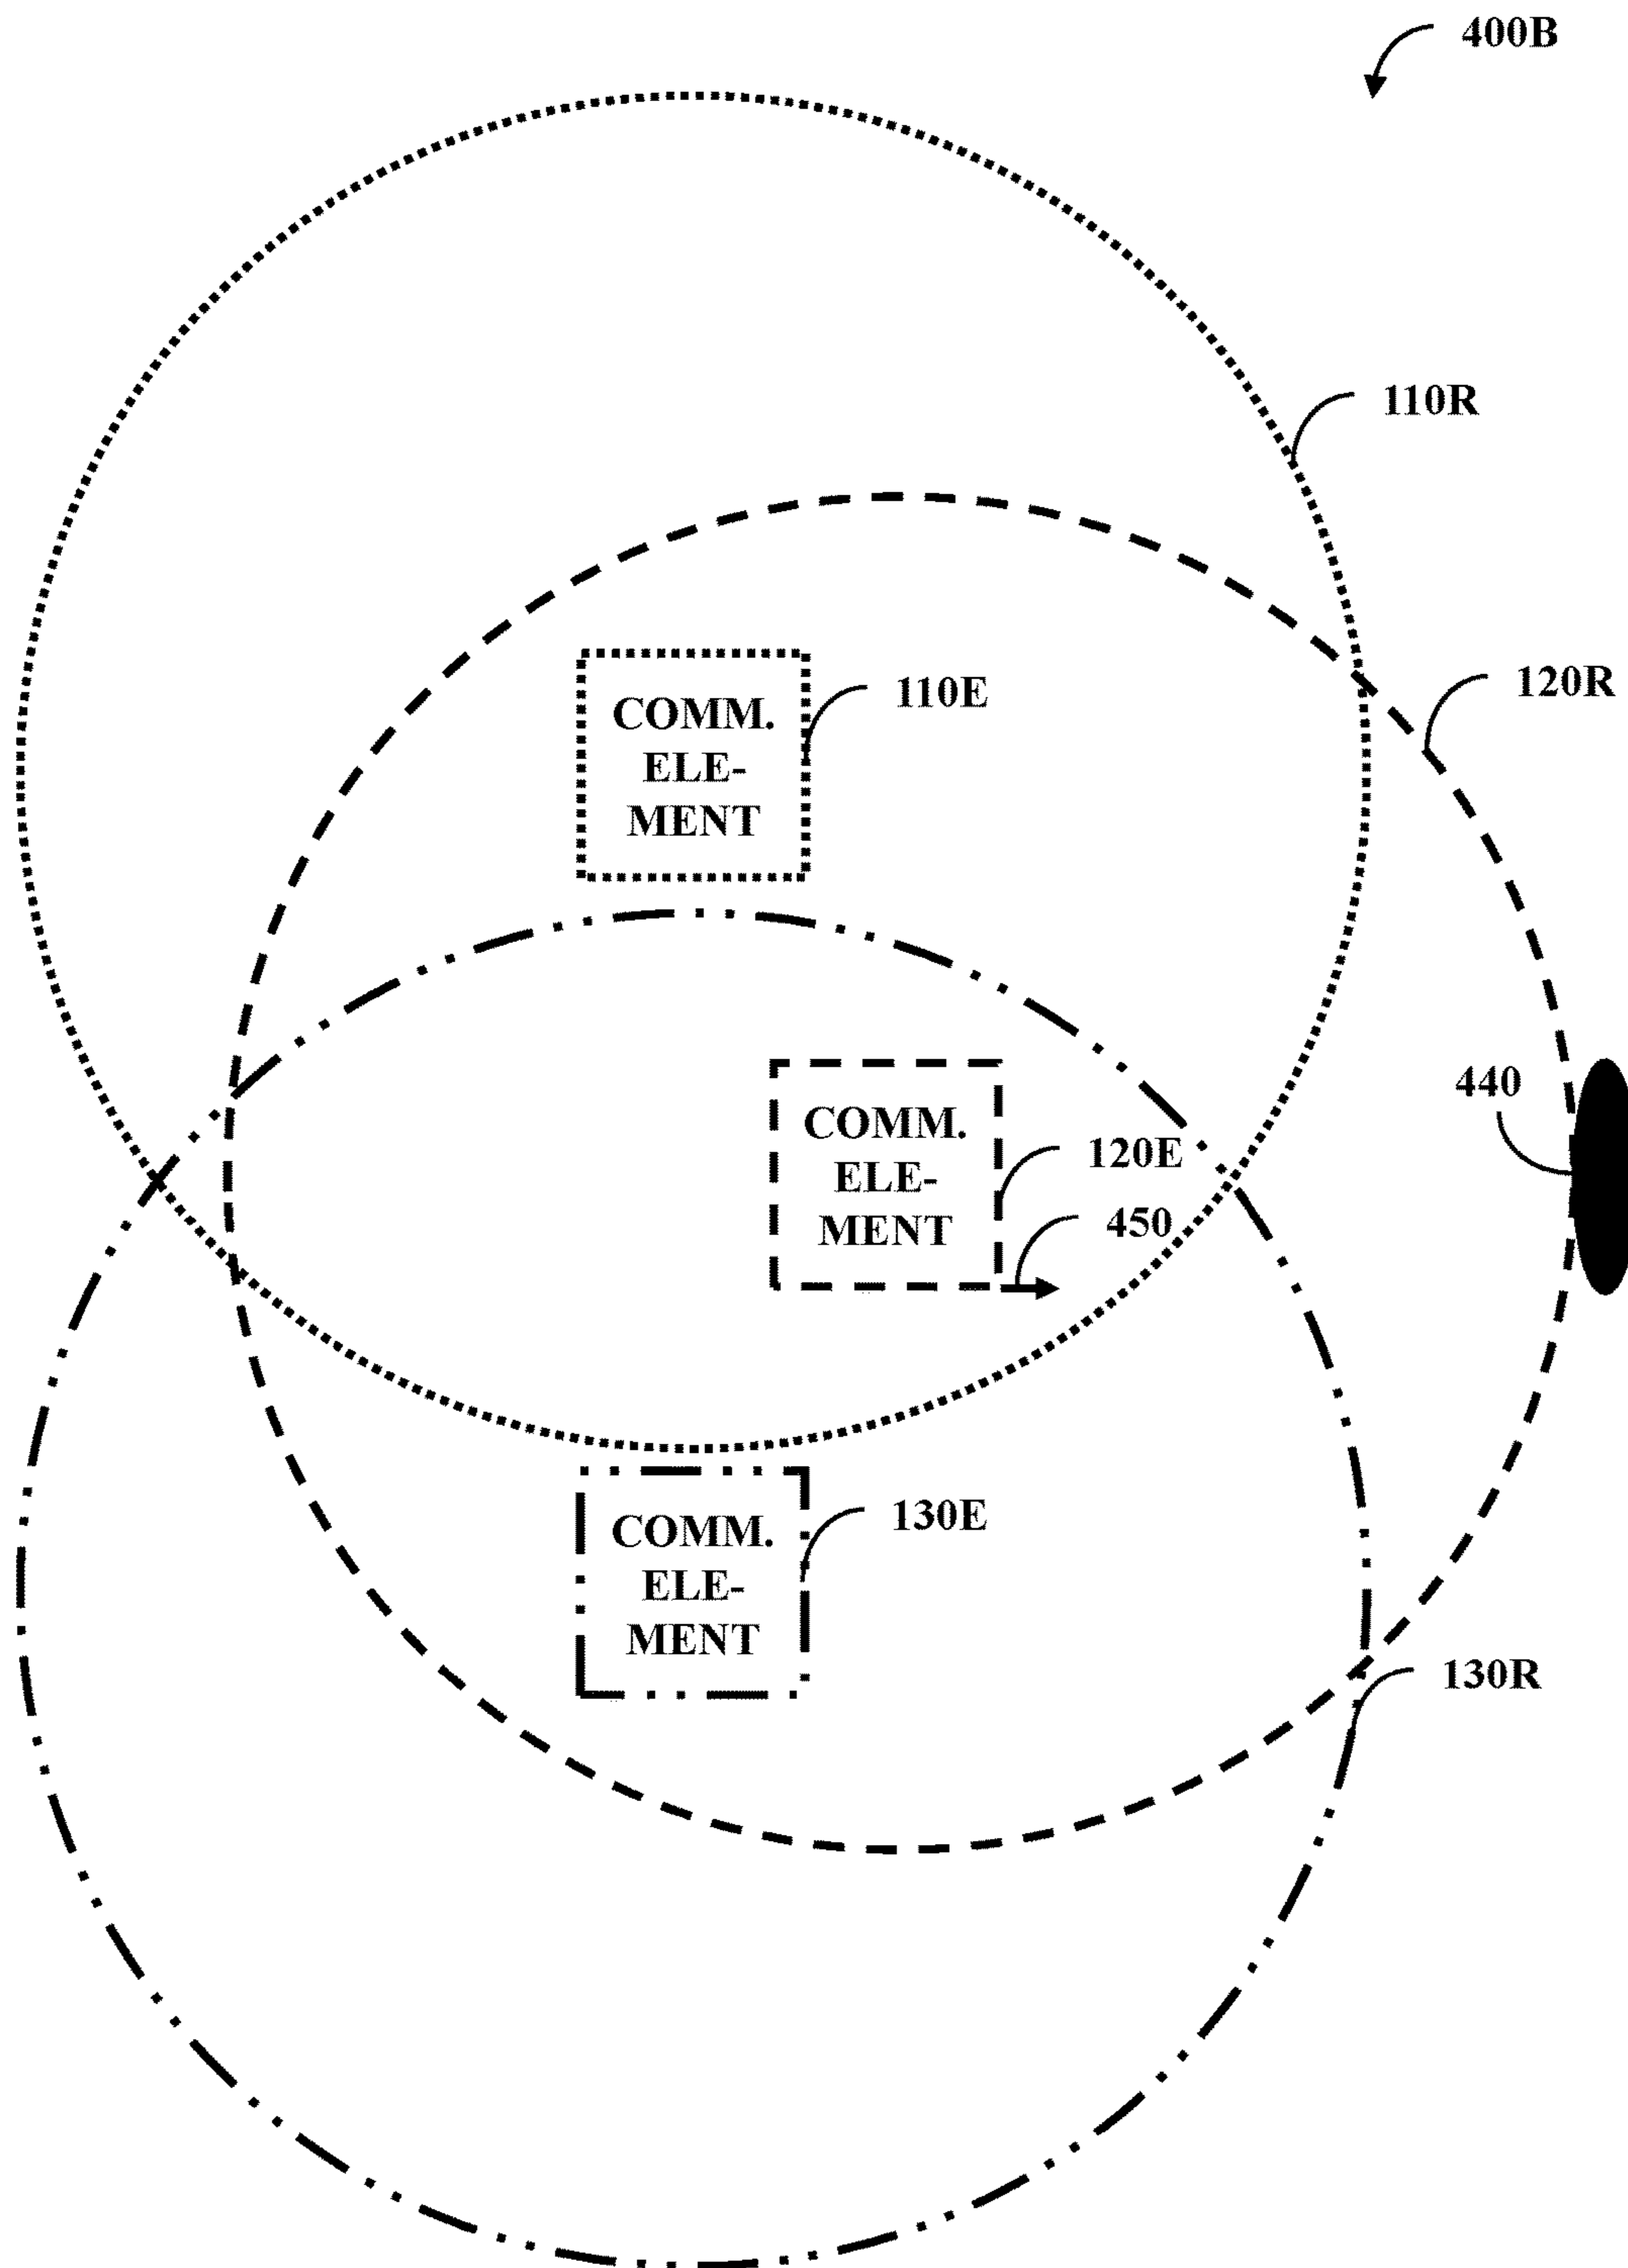 400B
110R
120R
COMM.
ELE-
MENT
110E
440
COMM.
ELE-
MENT
120E
450
COMM.
ELE-
MENT
130E
130R